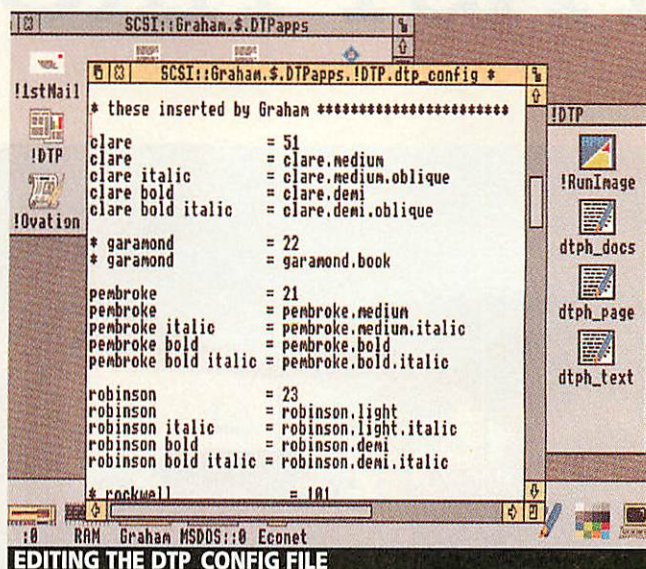 SCSI::Graham.$.DTPapps
!1stMail
!DTP
!Ovation
SCSI::Graham.$.DTPapps.!DTP.dtp_config *
* these inserted by Graham ************************
clare = 51
clare = clare.medium
clare italic = clare.medium.oblique
clare bold = clare.demi
clare bold italic = clare.demi.oblique
* garamond = 22
* garamond = garamond.book
pembroke = 21
pembroke = pembroke.medium
pembroke italic = pembroke.medium.italic
pembroke bold = pembroke.bold
pembroke bold italic = pembroke.bold.italic
robinson = 23
robinson = robinson.light
robinson italic = robinson.light.italic
robinson bold = robinson.demi
robinson bold italic = robinson.demi.italic
* rockwell = 101
!DTP
!RunImage
dtph_docs
dtph_page
dtph_text
:0 RAM Graham MSDOS::0 Econet
EDITING THE DTP_CONFIG FILE